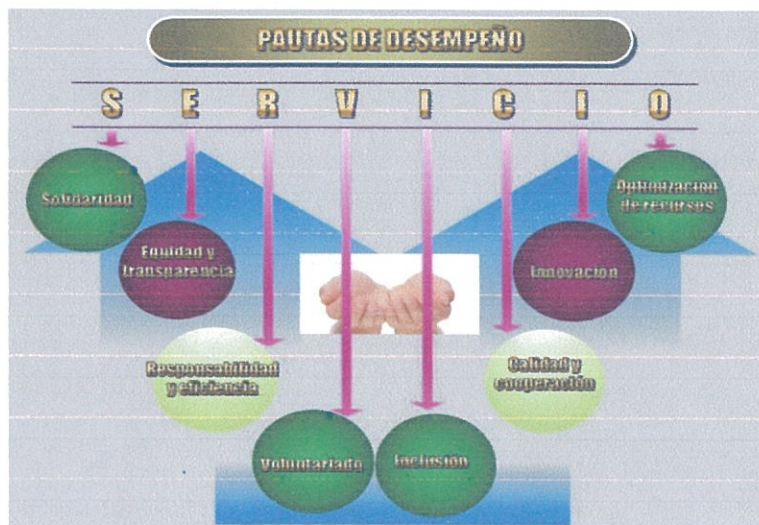 PAUTAS DE DESEMPEÑO
S E R V I C I O
Solidaridad
Equidad y
transparencia
Responsabilidad
y eficiencia
Voluntariado
Inclusión
Calidad y
cooperación
Innovación
Optimización
de recursos